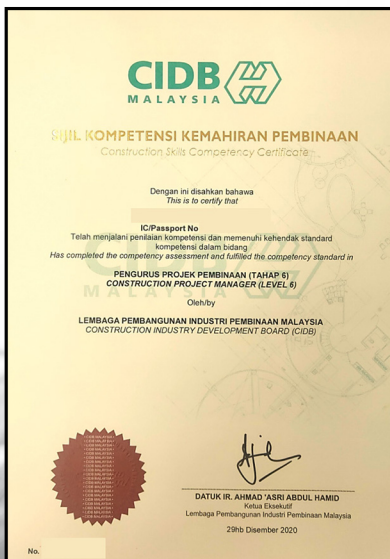 CIDB
MALAYSIA
SIJIL KOMPETENSI KEMAHIRAN PEMBINAAN
Construction Skills Competency Certificate
Dengan ini disahkan bahawa
This is to certify that
IC/Passport No
Telah menjalani penilaian kompetensi dan memenuhi kehendak standard
kompetensi dalam bidang
Has completed the competency assessment and fulfilled the competency standard in
PENGURUS PROJEK PEMBINAAN (TAHAP 6)
CONSTRUCTION PROJECT MANAGER (LEVEL 6)
Oleh/by
LEMBAGA PEMBANGUNAN INDUSTRI PEMBINAAN MALAYSIA
CONSTRUCTION INDUSTRY DEVELOPMENT BOARD (CIDB)
DATUK IR. AHMAD 'ASRI ABDUL HAMID
Ketua Eksekutif
Lembaga Pembangunan Industri Pembinaan Malaysia
29hb Disember 2020
No.